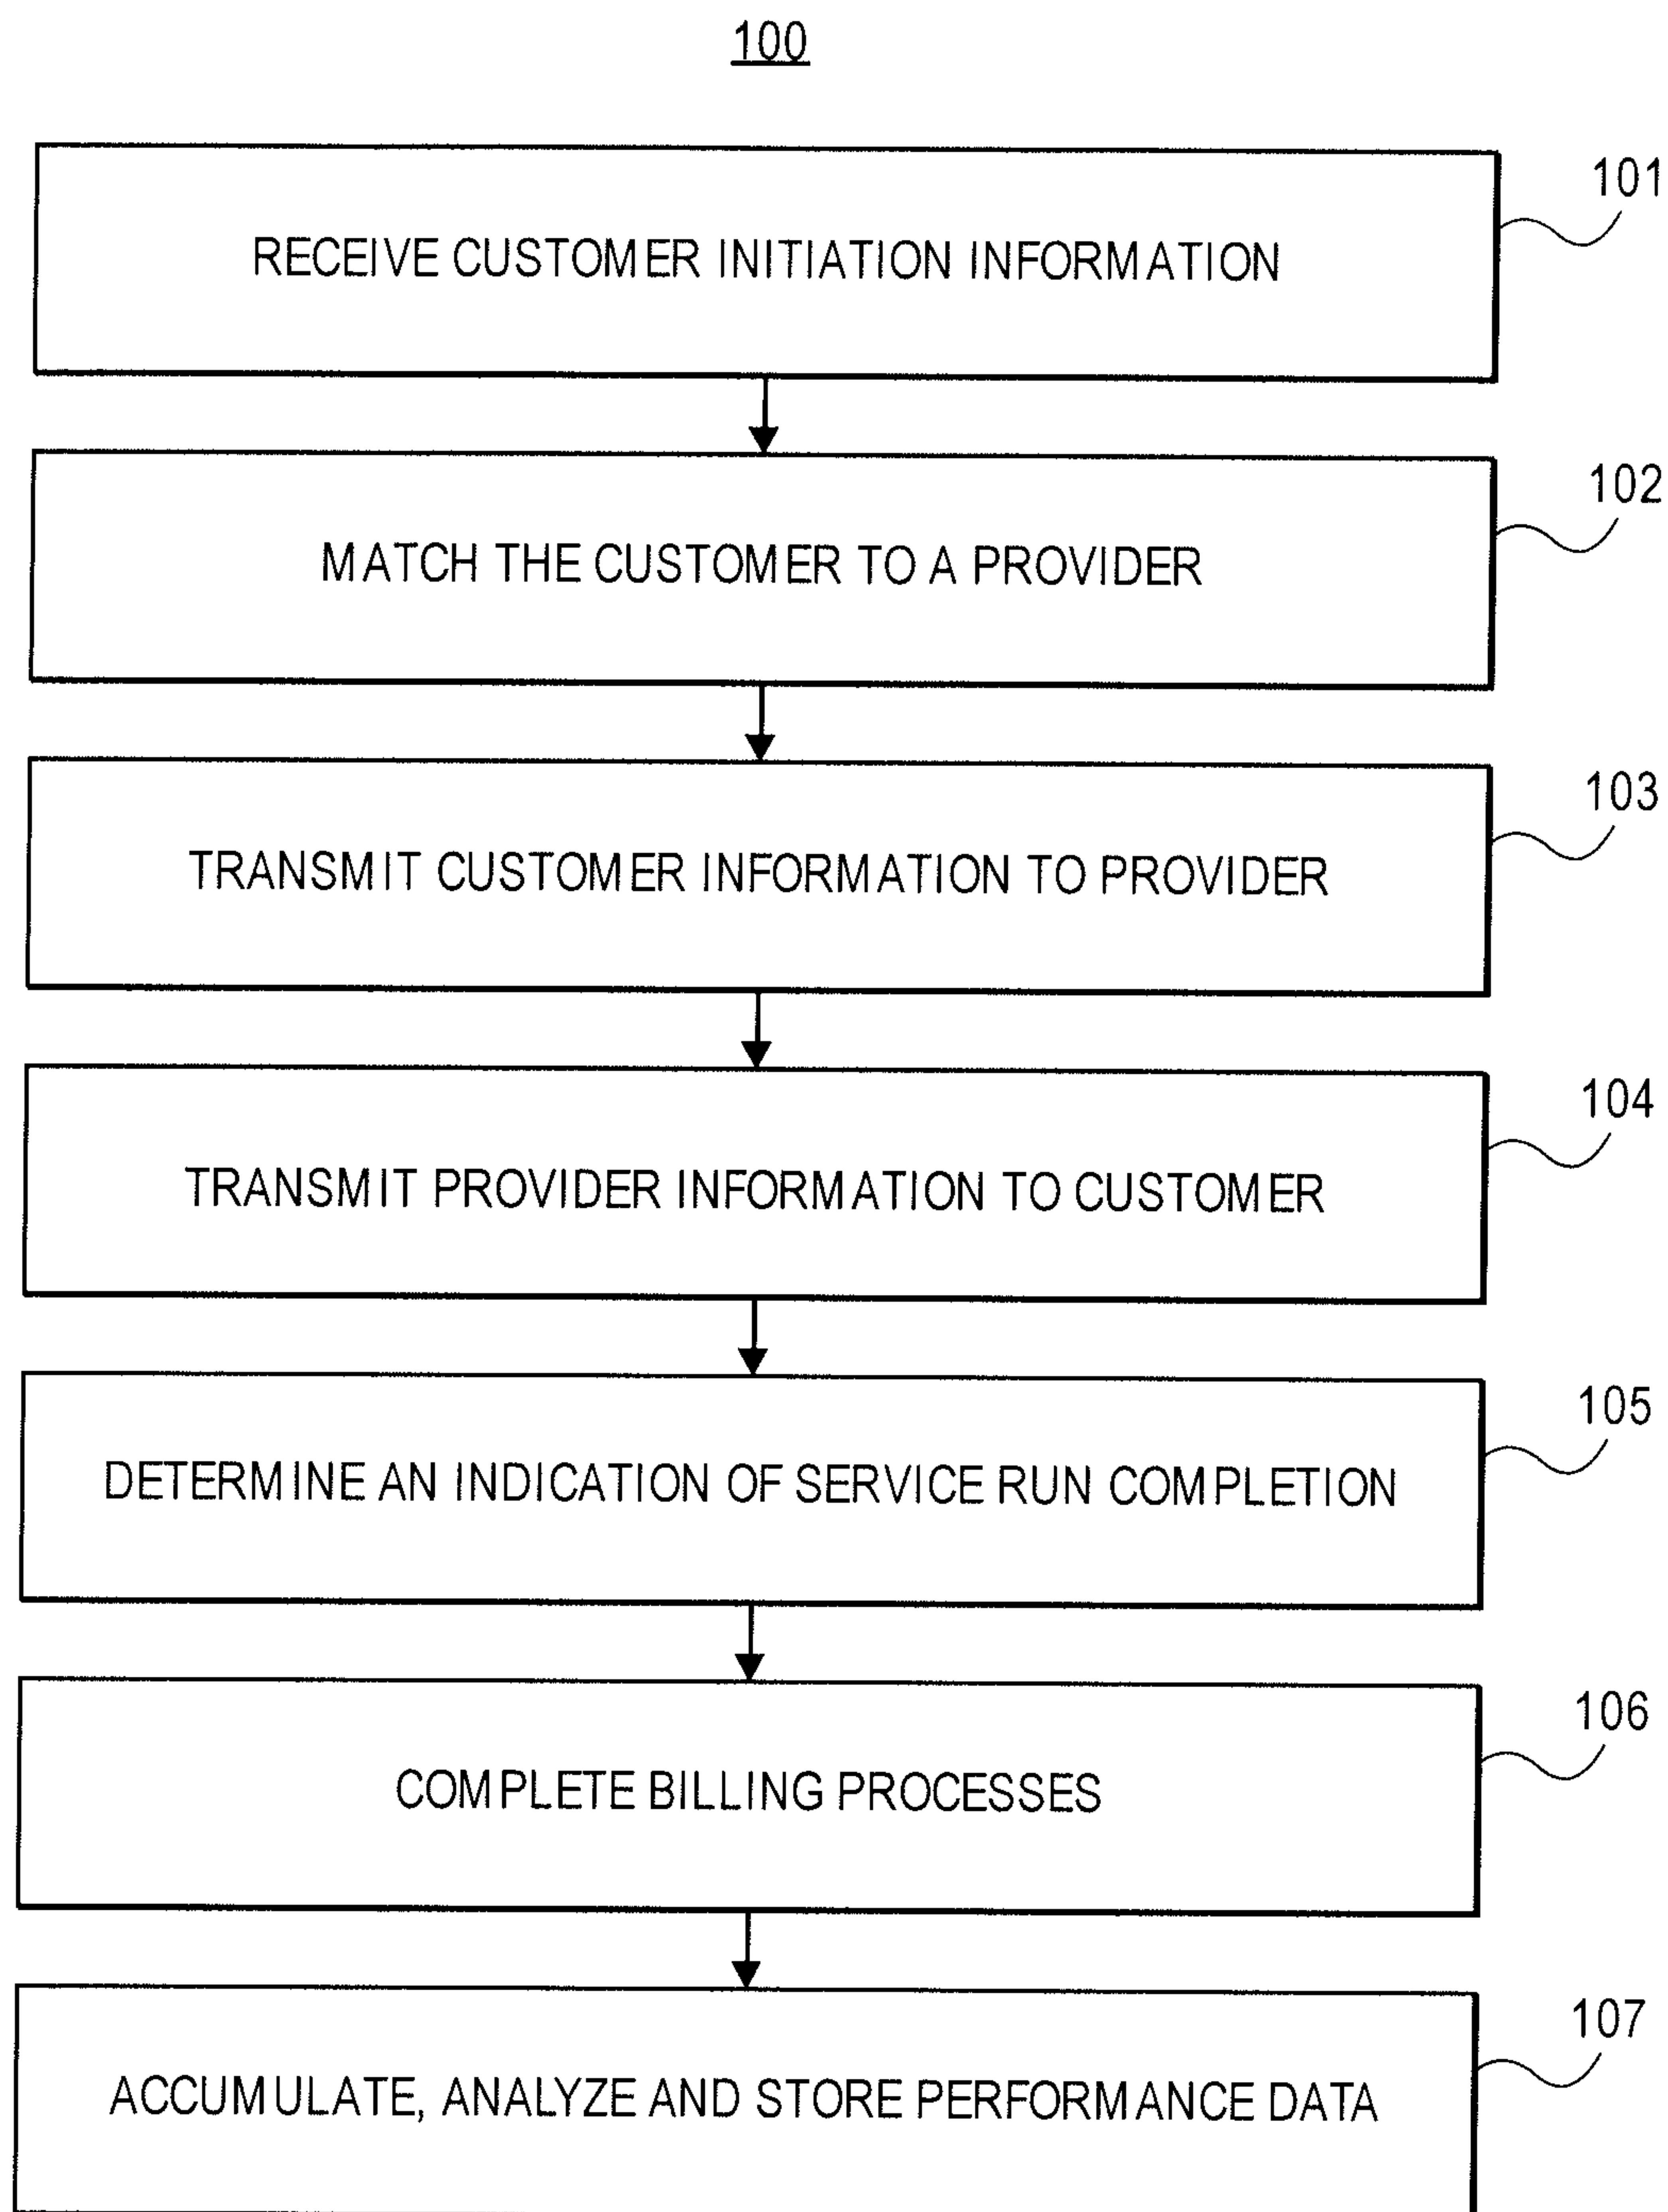 100
RECEIVE CUSTOMER INITIATION INFORMATION
101
MATCH THE CUSTOMER TO A PROVIDER
102
TRANSMIT CUSTOMER INFORMATION TO PROVIDER
103
TRANSMIT PROVIDER INFORMATION TO CUSTOMER
104
DETERMINE AN INDICATION OF SERVICE RUN COMPLETION
105
COMPLETE BILLING PROCESSES
106
ACCUMULATE, ANALYZE AND STORE PERFORMANCE DATA
107